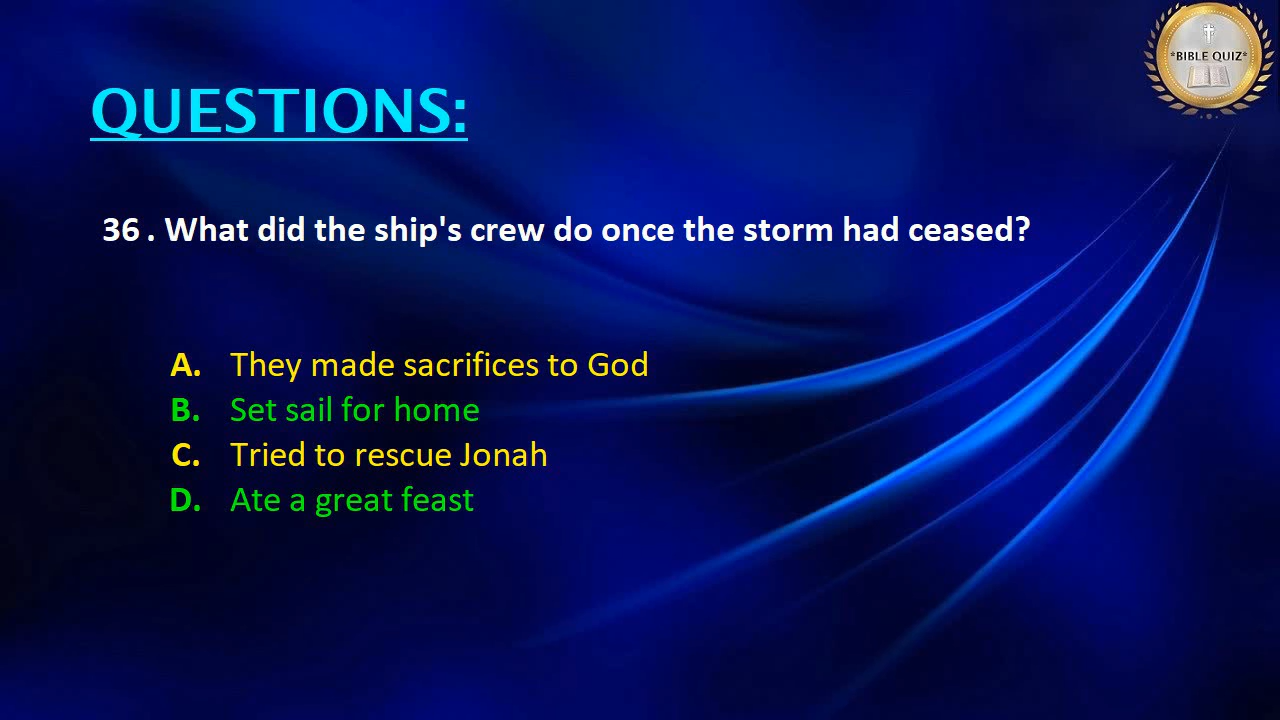 *BIBLE QUIZ*
QUESTIONS:
36 . What did the ship's crew do once the storm had ceased?
A. They made sacrifices to God
B. Set sail for home
C. Tried to rescue Jonah
D. Ate a great feast